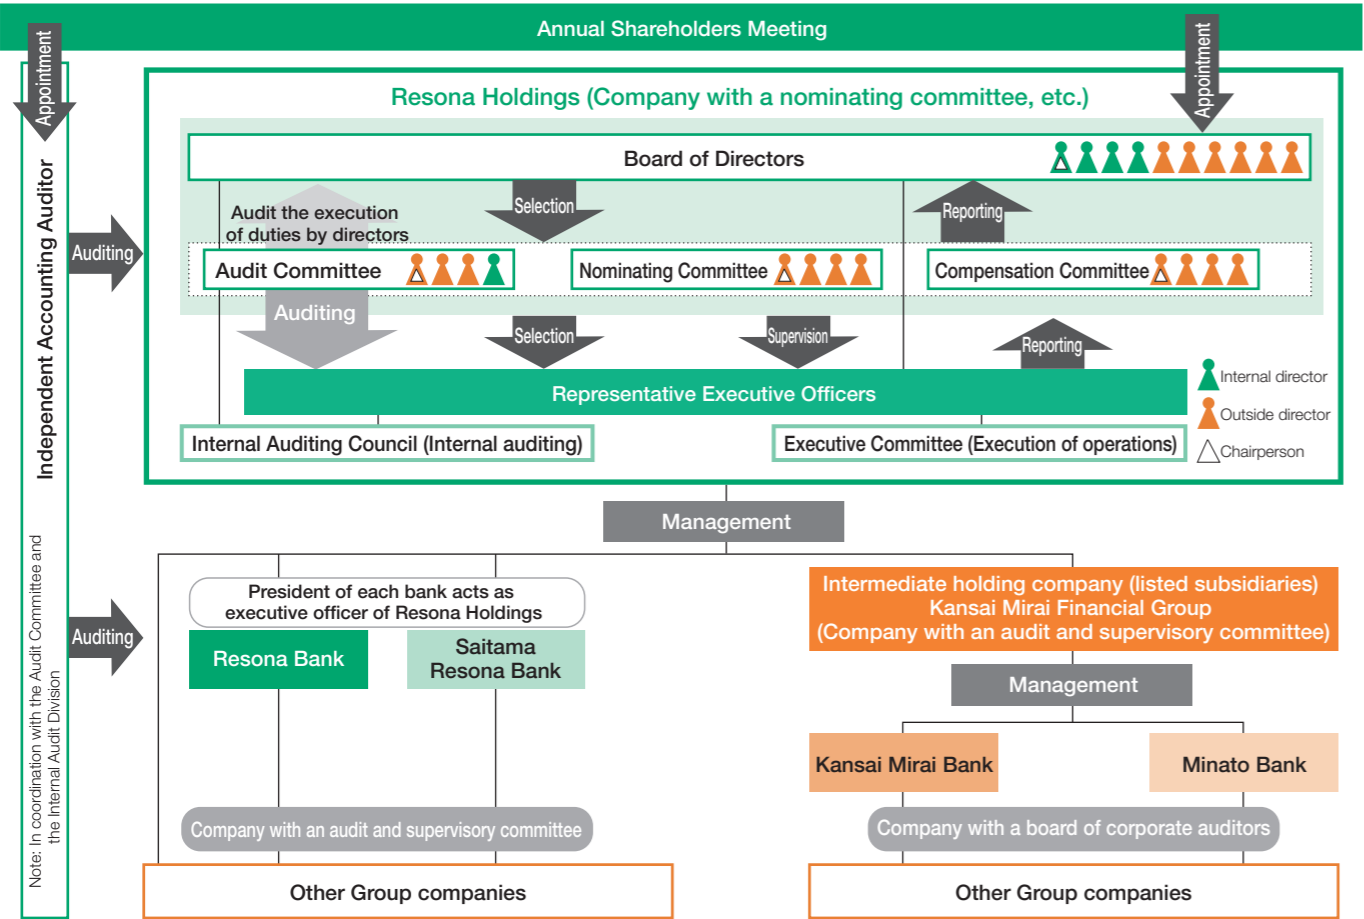 Annual Shareholders Meeting
Appointment
Appointment
Independent Accounting Auditor
Note: In coordination with the Audit Committee and
the Internal Audit Division
Auditing
Resona Holdings (Company with a nominating committee, etc.)
Board of Directors
Audit the execution
of duties by directors
Selection
Reporting
Audit Committee
Nominating Committee
Compensation Committee
Auditing
Selection
Supervision
Reporting
Representative Executive Officers
Internal Auditing Council (Internal auditing)
Executive Committee (Execution of operations)
Internal director
Outside director
Chairperson
Management
Auditing
President of each bank acts as
executive officer of Resona Holdings
Resona Bank
Saitama
Resona Bank
Company with an audit and supervisory committee
Other Group companies
Intermediate holding company (listed subsidiaries)
Kansai Mirai Financial Group
(Company with an audit and supervisory committee)
Management
Kansai Mirai Bank
Minato Bank
Company with a board of corporate auditors
Other Group companies